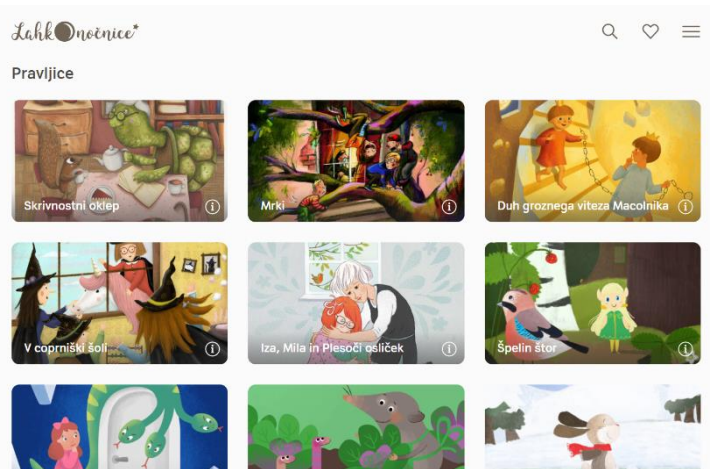 LahkOnočnice*
Pravljice
Skrivnostni oklep
Mrki
Duh groznega viteza Macolnika
V coprniški šoli
Iza, Mila in Plesoči osliček
Špelin štor